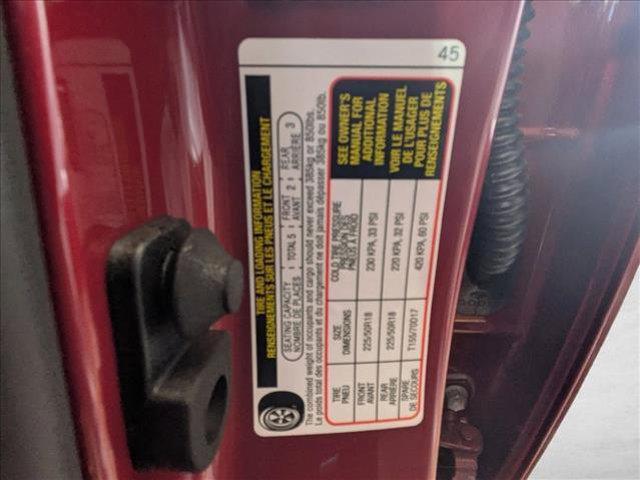 TIRE AND LOADING INFORMATION
RENSEIGNEMENTS SUR LES PNEUS ET LE CHARGEMENT
SEATING CAPACITY TOTAL 5 FRONT 2 REAR 3
NOMBRE DE PLACES AVANT ARRIÈRE
The combined weight of occupants and cargo should never exceed 385kg or 850lbs.
Le poids total des occupants et du chargement ne doit jamais dépasser 385kg ou 850lb.
TIRE SIZE COLD TIRE PRESSURE
PNEU DIMENSIONS PRESSION DES PNEUS À FROID
FRONT AVANT 225/50R18 230 KPA, 33 PSI
REAR ARRIÈRE 225/50R18 220 KPA, 32 PSI
SPARE DE SECOURS T155/70D17 420 KPA, 60 PSI
SEE OWNER'S
MANUAL FOR
ADDITIONAL
INFORMATION
VOIR LE MANUEL
DE L'USAGER
POUR PLUS DE
RENSEIGNEMENTS
45